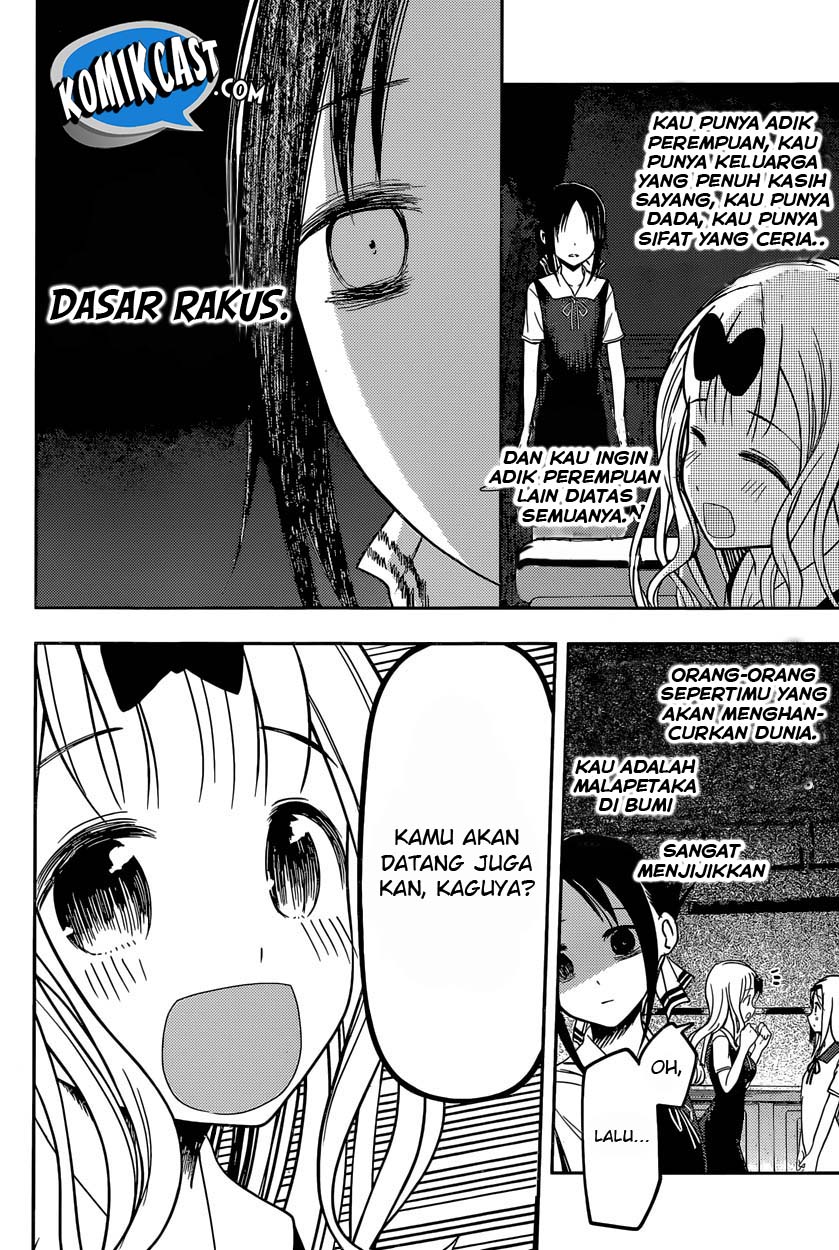 KOMIKCAST
.COM
KAU PUNYA ADIK
PEREMPUAN, KAU
PUNYA KELUARGA
YANG PENUH KASIH
SAYANG, KAU PUNYA
DADA, KAU PUNYA
SIFAT YANG CERIA..
DAN KAU INGIN
ADIK PEREMPUAN
LAIN DIATAS
SEMUANYA.
DASAR RAKUS.
ORANG-ORANG
SEPERTIMU YANG
AKAN MENGHAN-
CURKAN DUNIA.
KAU ADALAH
MALAPETAKA
DI BUMI
SANGAT
MENJIJIKKAN
OH,
LALU...
KAMU AKAN
DATANG JUGA
KAN, KAGUYA?